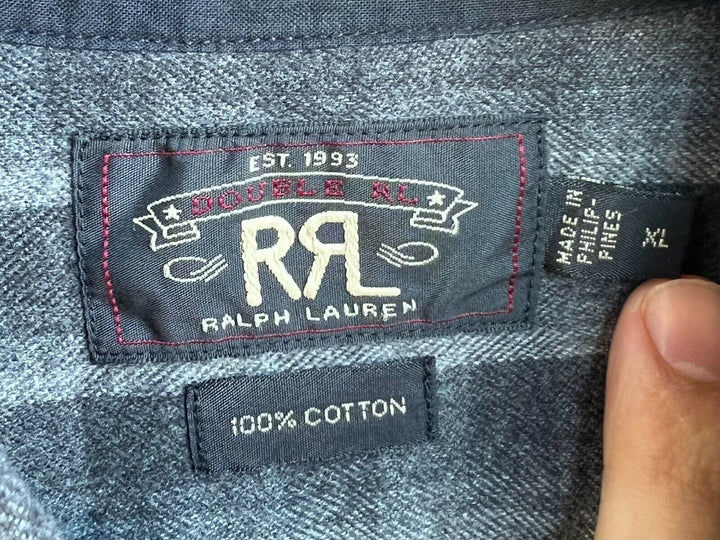 EST. 1993
DOUBLE RL
RRL
RALPH LAUREN
MADE IN
PHILIP-
PINES
XL
100% COTTON